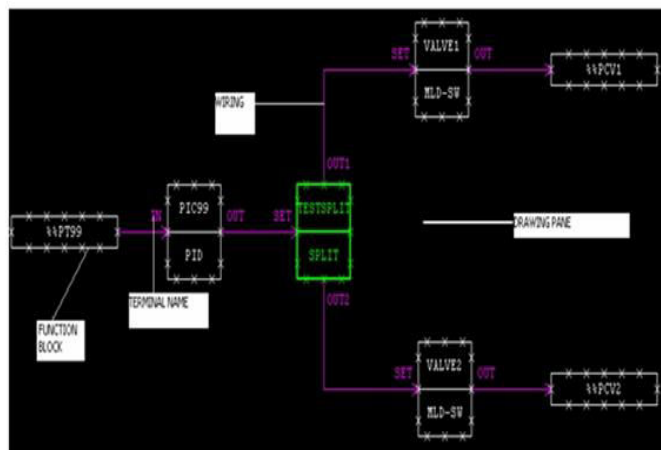 VALVE1
SET
OUT
MLD-SW
%%PCV1
WIRING
OUT1
IN
PIC99
OUT
SET
TESTSPLIT
%%PT99
PID
SPLIT
DRAWING PANE
TERMINAL NAME
OUT2
FUNCTION
BLOCK
VALVE2
SET
OUT
MLD-SW
%%PCV2